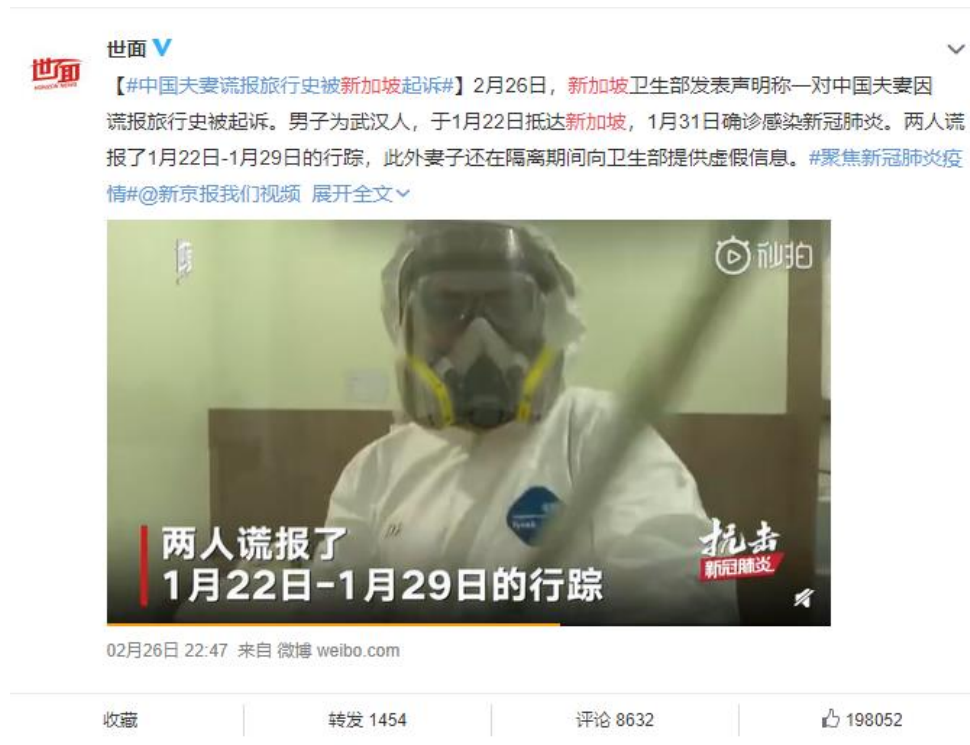 世面
世面
【#中国夫妻谎报旅行史被新加坡起诉#】2月26日，新加坡卫生部发表声明称一对中国夫妻因
谎报旅行史被起诉。男子为武汉人，于1月22日抵达新加坡，1月31日确诊感染新冠肺炎。两人谎
报了1月22日-1月29日的行踪，此外妻子还在隔离期间向卫生部提供虚假信息。#聚焦新冠肺炎疫
情#@新京报我们视频 展开全文
秒拍
两人谎报了
1月22日-1月29日的行踪
抗击
新冠肺炎
02月26日 22:47 来自 微博 weibo.com
收藏 转发 1454 评论 8632 198052